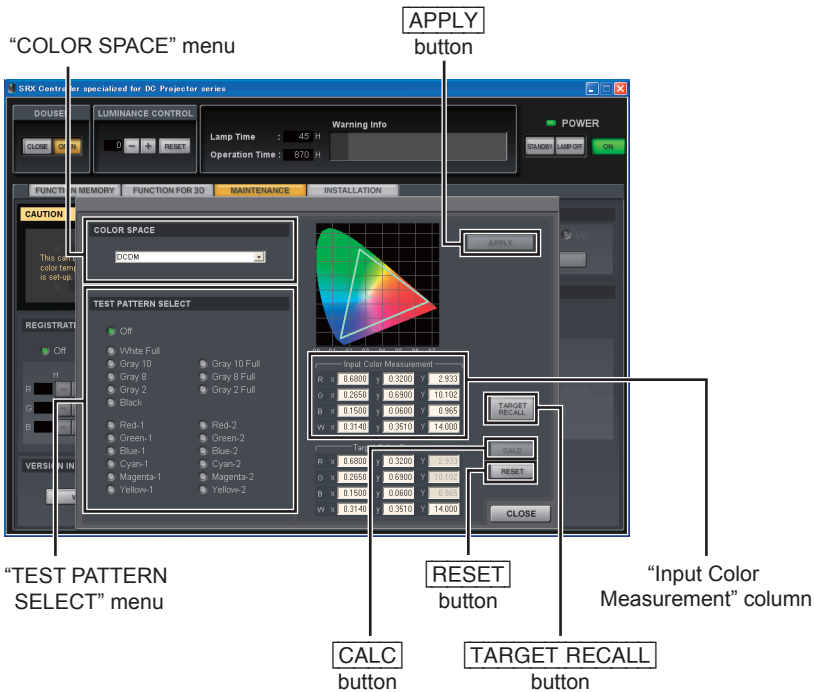 APPLY
button
“COLOR SPACE” menu
SRX Controller specialized for DC Projector series
DOUSER
CLOSE OPEN
LUMINANCE CONTROL
0 - + RESET
Lamp Time : 45 H
Operation Time : 870 H
Warning Info
POWER
STANDBY LAMP OFF ON
FUNCTION MEMORY FUNCTION FOR 3D MAINTENANCE INSTALLATION
CAUTION
This can b
color temp
is set-up.
On
REGISTRATI
Off
H
R -
G -
B -
VERSION IN
COLOR SPACE
DCDM
APPLY
TEST PATTERN SELECT
Off
White Full
Gray 10 Gray 10 Full
Gray 8 Gray 8 Full
Gray 2 Gray 2 Full
Black
Red-1 Red-2
Green-1 Green-2
Blue-1 Blue-2
Cyan-1 Cyan-2
Magenta-1 Magenta-2
Yellow-1 Yellow-2
Input Color Measurement
R x 0.6800 y 0.3200 Y 2.933
G x 0.2650 y 0.6900 Y 10.102
B x 0.1500 y 0.0600 Y 0.965
W x 0.3140 y 0.3510 Y 14.000
TARGET
RECALL
CALC
RESET
R x 0.6800 y 0.3200 Y 2.933
G x 0.2650 y 0.6900 Y 10.102
B x 0.1500 y 0.0600 Y 0.965
W x 0.3140 y 0.3510 Y 14.000
CLOSE
“TEST PATTERN
SELECT” menu
RESET
button
“Input Color
Measurement” column
CALC
button
TARGET RECALL
button